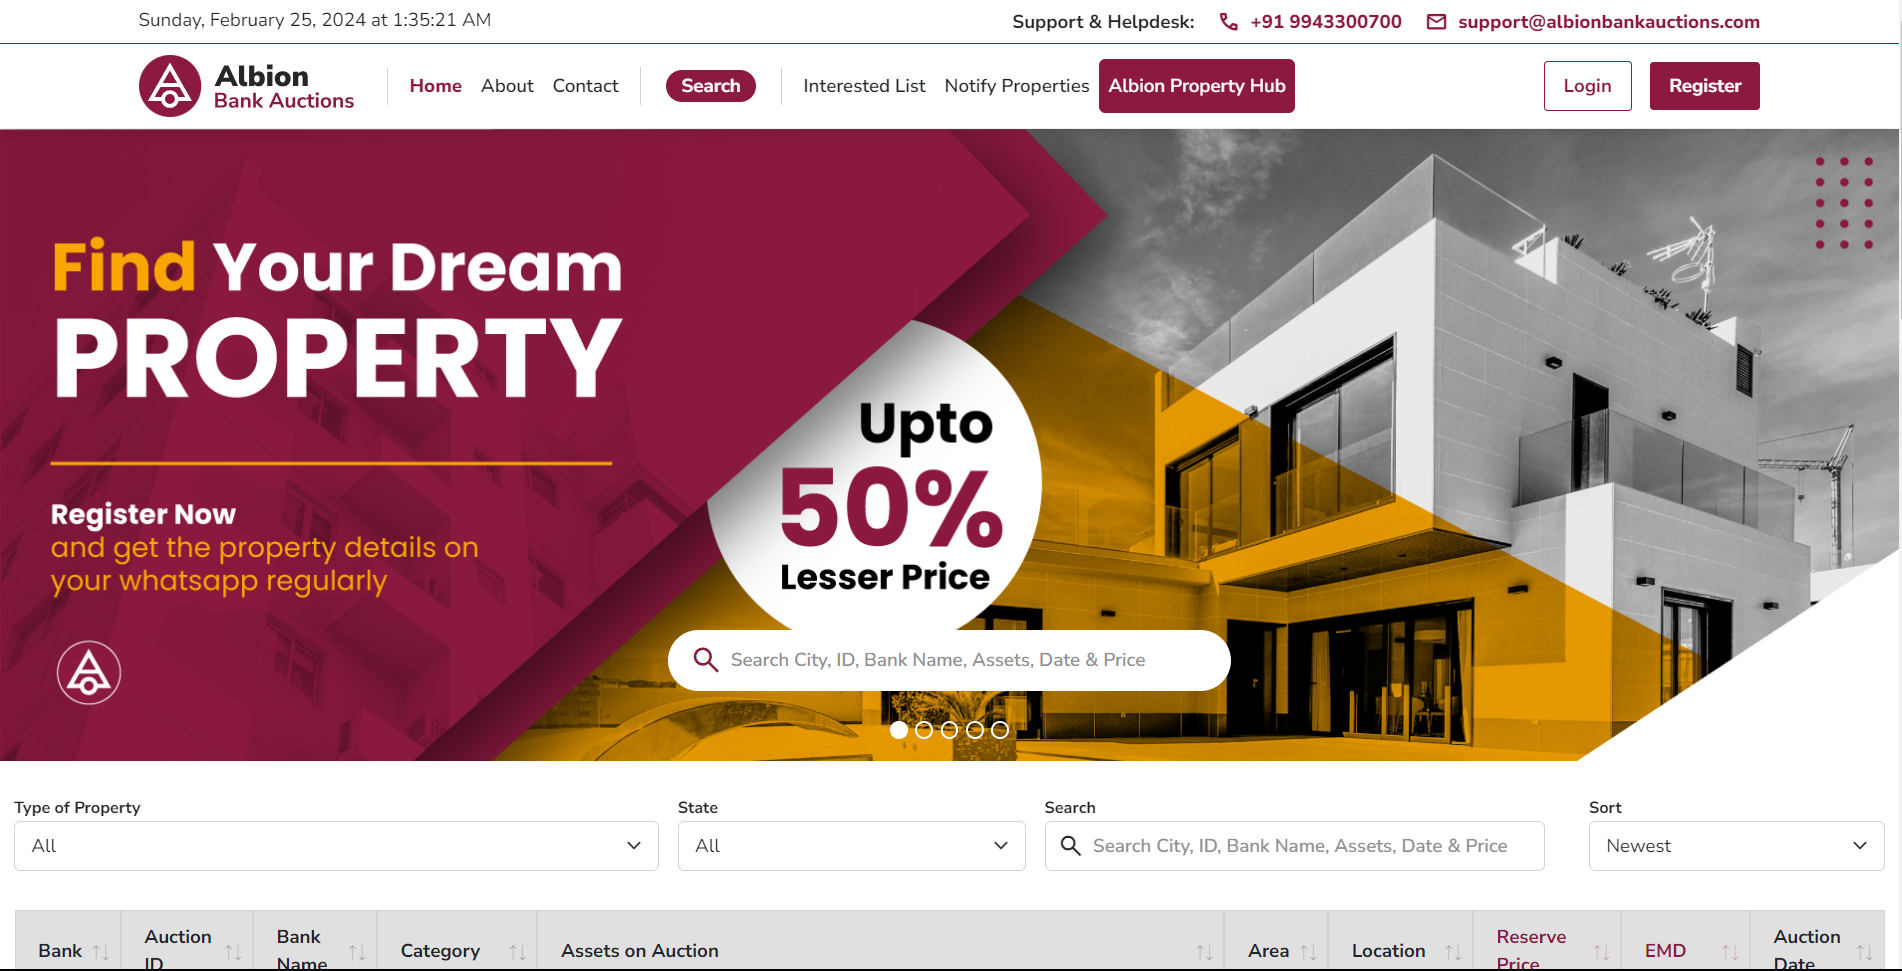 Sunday, February 25, 2024 at 1:35:21 AM
Support & Helpdesk: +91 9943300700 support@albionbankauctions.com
Albion
Bank Auctions
Home About Contact Search Interested List Notify Properties Albion Property Hub Login Register
Find Your Dream
PROPERTY
Register Now
and get the property details on
your whatsapp regularly
Upto
50%
Lesser Price
Search City, ID, Bank Name, Assets, Date & Price
Type of Property
All
State
All
Search
Search City, ID, Bank Name, Assets, Date & Price
Sort
Newest
Bank
Auction
ID
Bank
Name
Category
Assets on Auction
Area
Location
Reserve
Price
EMD
Auction
Date